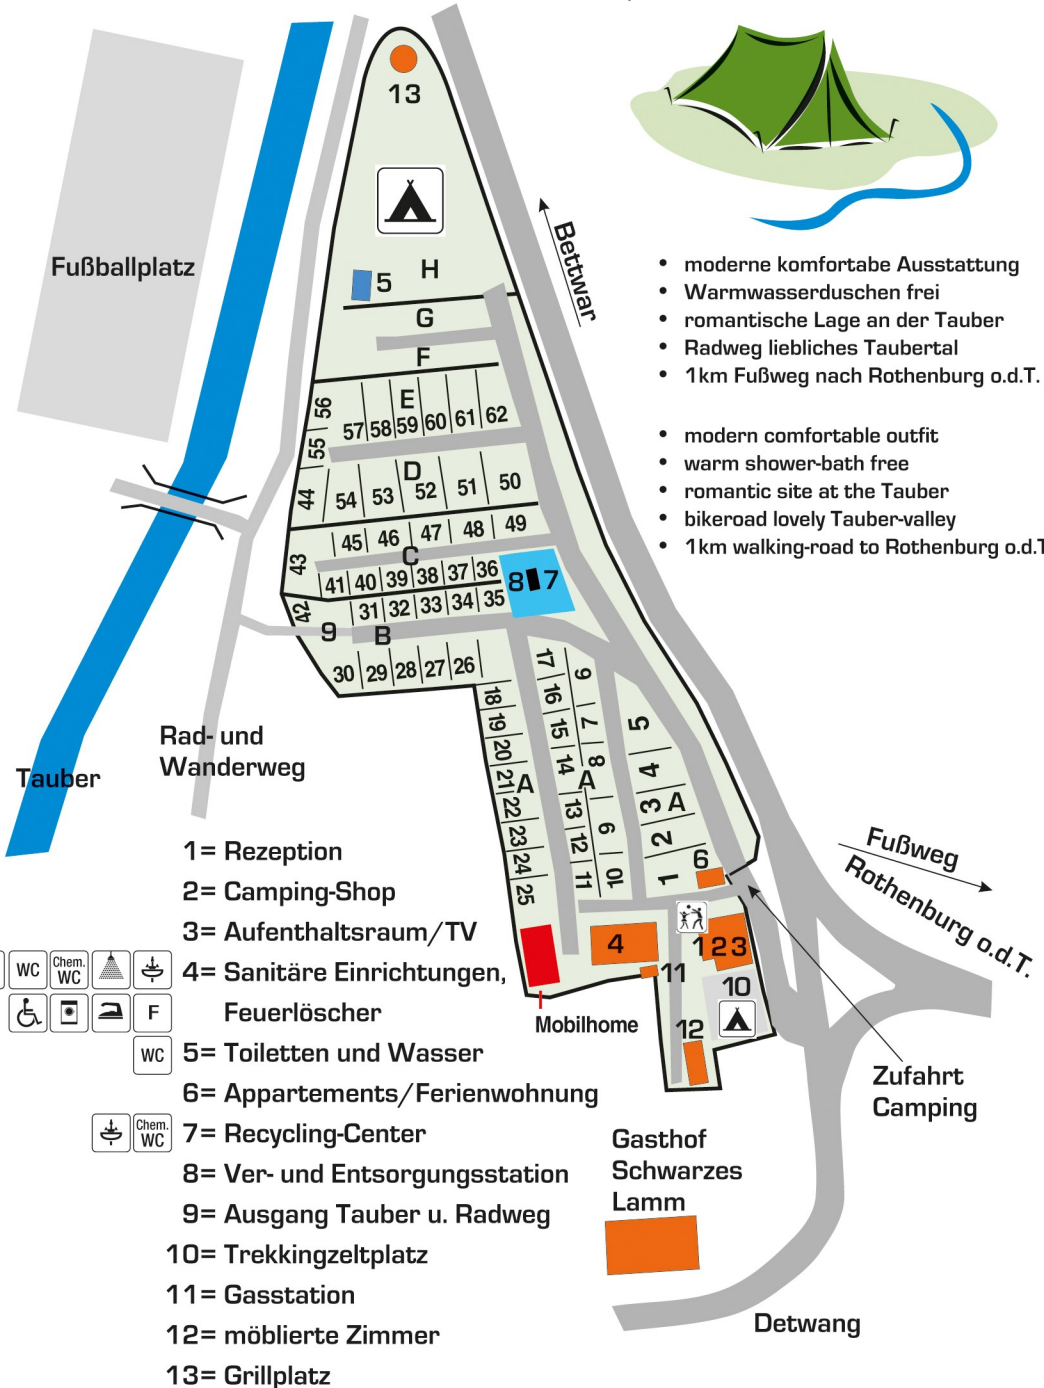 13
Fußballplatz
5
H
G
F
E
56
57 58 59 60 61 62
55
D
44
54 53 52 51 50
45 46 47 48 49
C
43
41 40 39 38 37 36
8 7
42
31 32 33 34 35
9
B
30 29 28 27 26
18
19
20
21
22
23
24
25
A
17
16
15
14
13
12
11
A
6
7
8
9
10
5
4
3
2
1
A
6
4
1 2 3
11
10
12
Mobilhome
Bettwar
• moderne komfortabe Ausstattung
• Warmwasserduschen frei
• romantische Lage an der Tauber
• Radweg liebliches Taubertal
• 1km Fußweg nach Rothenburg o.d.T.
• modern comfortable outfit
• warm shower-bath free
• romantic site at the Tauber
• bikeroad lovely Tauber-valley
• 1km walking-road to Rothenburg o.d.T
Rad- und
Wanderweg
Tauber
Fußweg
Rothenburg o.d.T.
Zufahrt
Camping
Gasthof
Schwarzes
Lamm
Detwang
1= Rezeption
2= Camping-Shop
3= Aufenthaltsraum/TV
WC Chem. WC 4= Sanitäre Einrichtungen,
F Feuerlöscher
WC 5= Toiletten und Wasser
6= Appartements/Ferienwohnung
Chem. WC 7= Recycling-Center
8= Ver- und Entsorgungsstation
9= Ausgang Tauber u. Radweg
10= Trekkingzeltplatz
11= Gasstation
12= möblierte Zimmer
13= Grillplatz